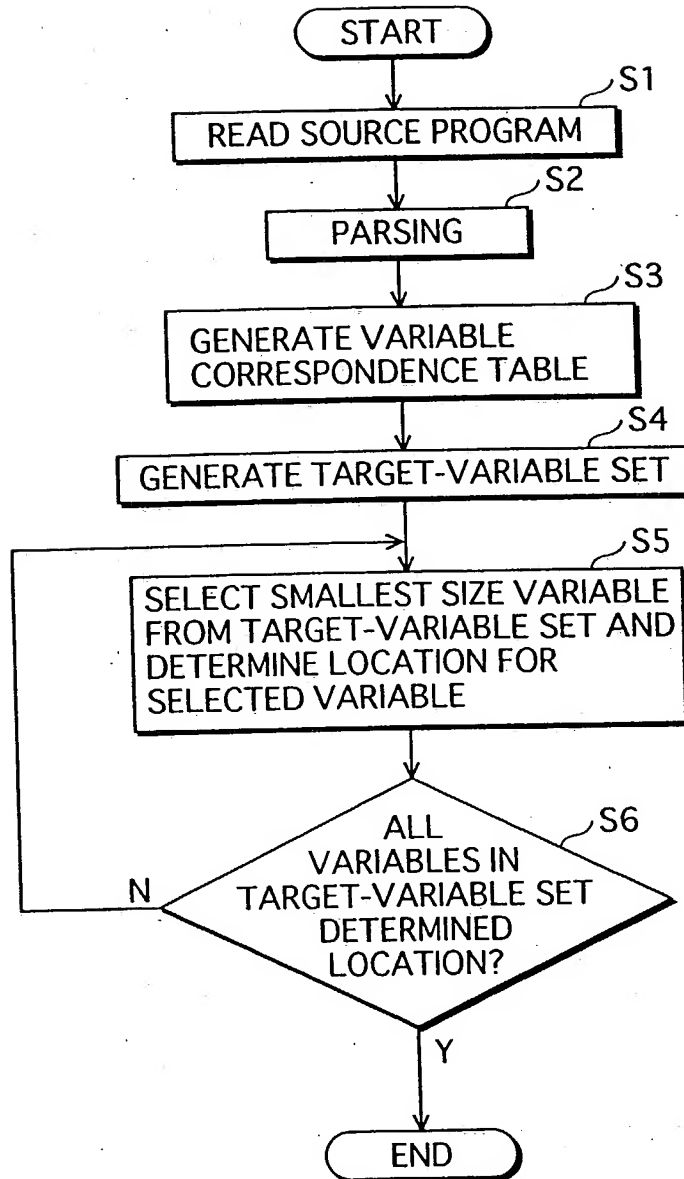 START
S1
READ SOURCE PROGRAM
S2
PARSING
S3
GENERATE VARIABLE
CORRESPONDENCE TABLE
S4
GENERATE TARGET-VARIABLE SET
S5
SELECT SMALLEST SIZE VARIABLE
FROM TARGET-VARIABLE SET AND
DETERMINE LOCATION FOR
SELECTED VARIABLE
S6
ALL
VARIABLES IN
TARGET-VARIABLE SET
DETERMINED
LOCATION?
N
Y
END